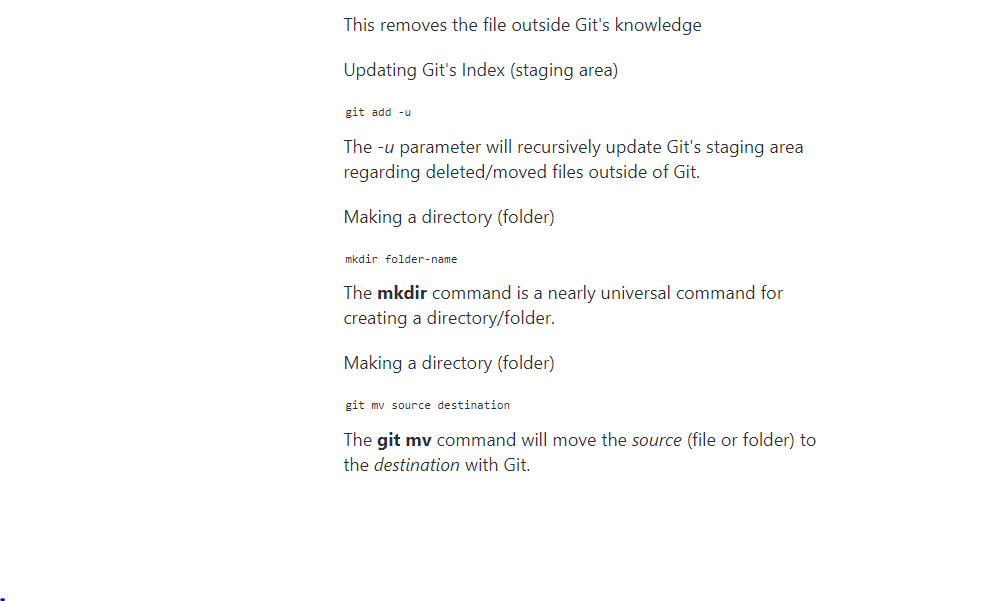 This removes the file outside Git's knowledge
Updating Git's Index (staging area)
git add -u
The -u parameter will recursively update Git's staging area
regarding deleted/moved files outside of Git.
Making a directory (folder)
mkdir folder-name
The mkdir command is a nearly universal command for
creating a directory/folder.
Making a directory (folder)
git mv source destination
The git mv command will move the source (file or folder) to
the destination with Git.